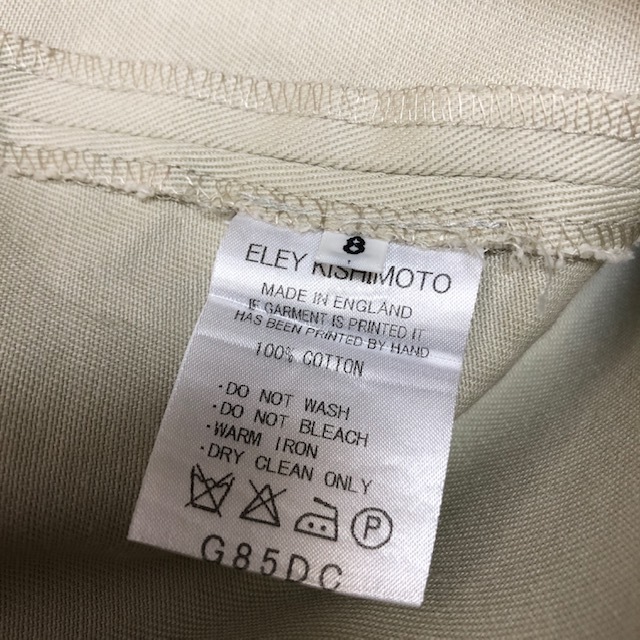 8
ELEY KISHIMOTO
MADE IN ENGLAND
IF GARMENT IS PRINTED IT
HAS BEEN PRINTED BY HAND
100% COTTON
・DO NOT WASH
・DO NOT BLEACH
・WARM IRON
・DRY CLEAN ONLY
P
G85DC